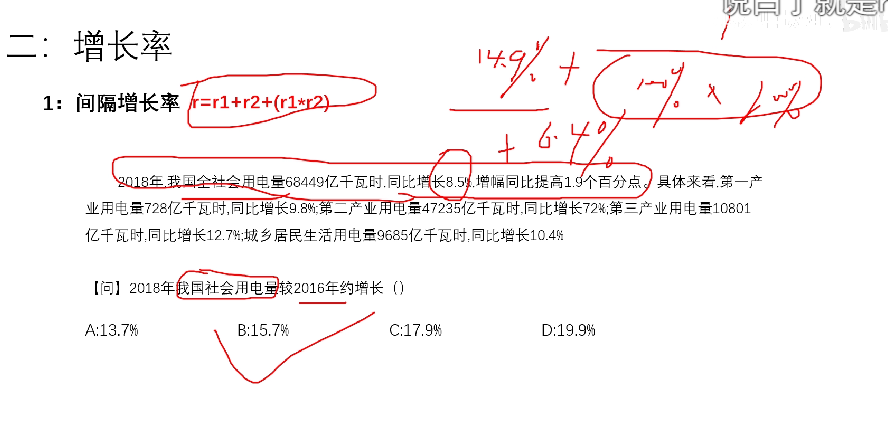 说白了就是
二：增长率
14.9% +
1：间隔增长率 r=r1+r2+(r1*r2)
+ 6.4%
2018年,我国全社会用电量68449亿千瓦时,同比增长8.5%,增幅同比提高1.9个百分点。具体来看,第一产
业用电量728亿千瓦时,同比增长9.8%;第二产业用电量47235亿千瓦时,同比增长72%;第三产业用电量10801
亿千瓦时,同比增长12.7%;城乡居民生活用电量9685亿千瓦时,同比增长10.4%
【问】2018年我国社会用电量较2016年约增长（）
A:13.7% B:15.7% C:17.9% D:19.9%